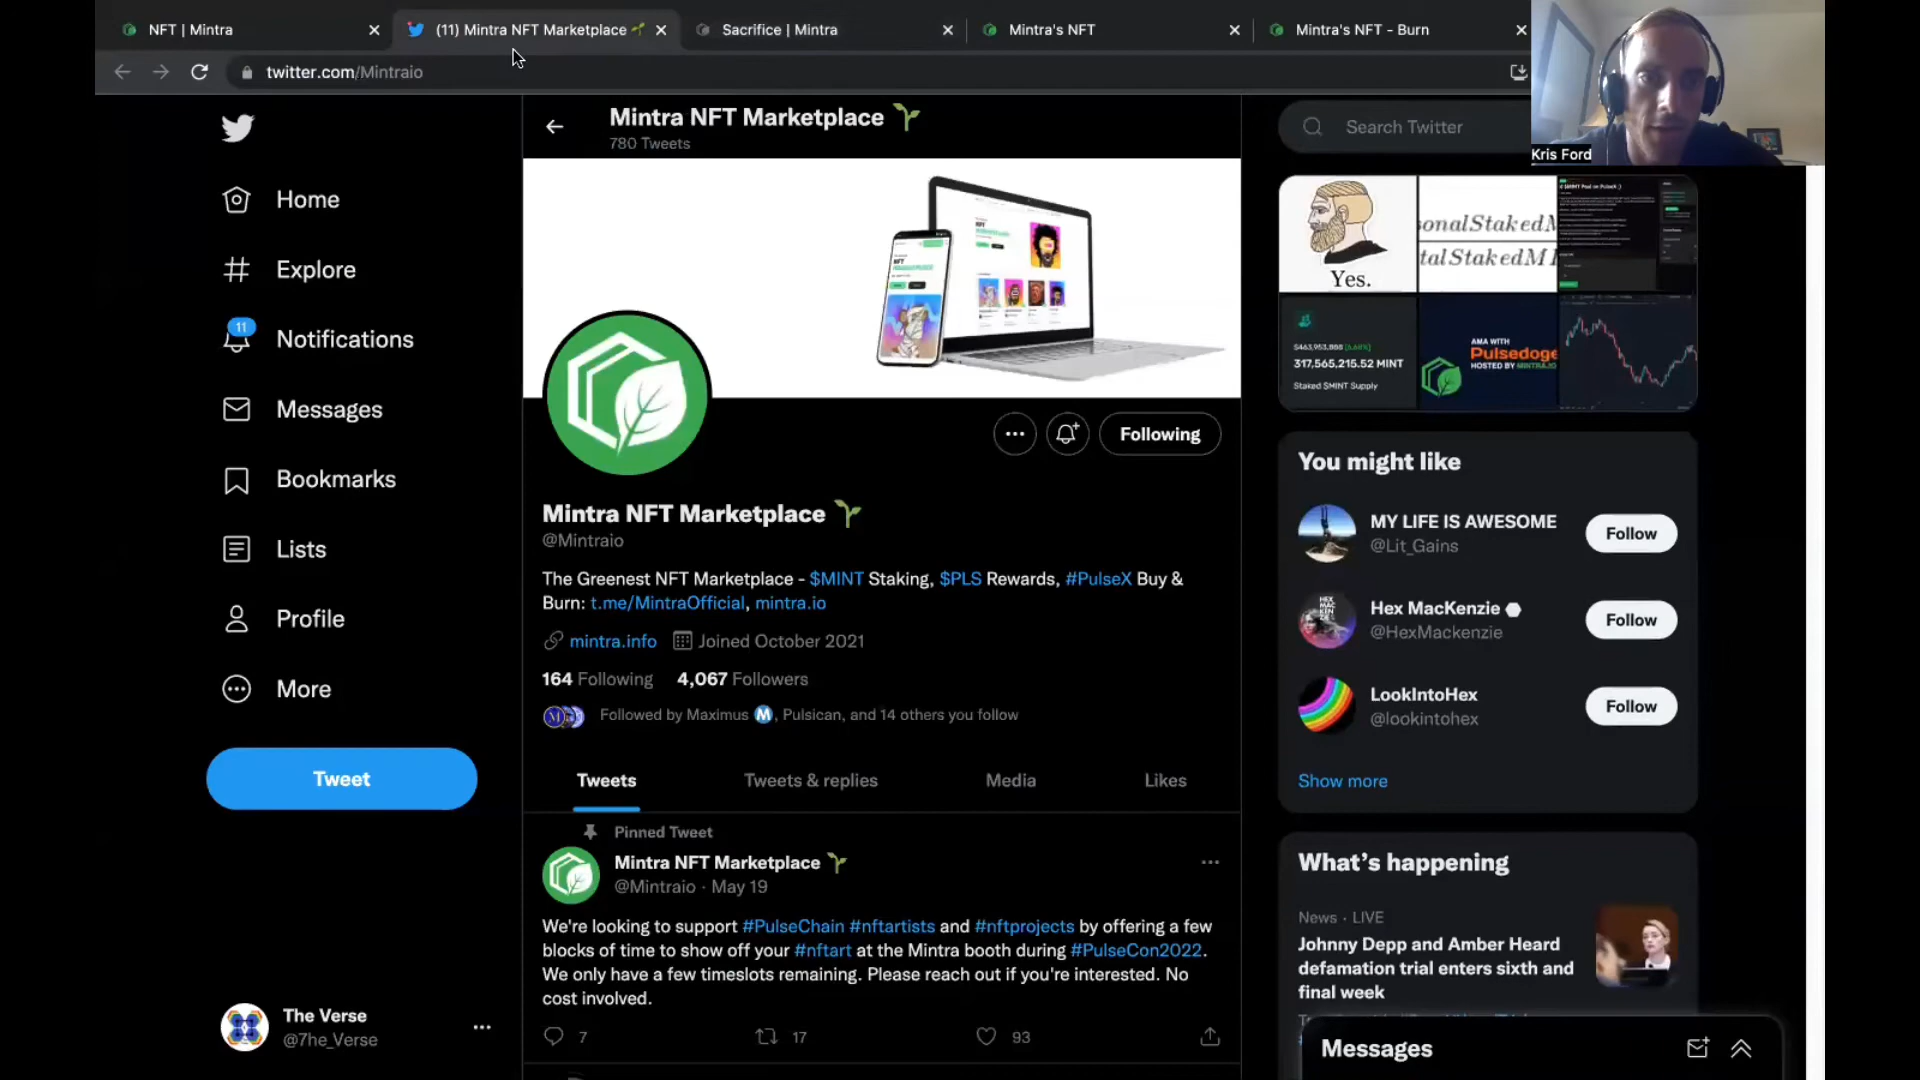 NFT | Mintra
(11) Mintra NFT Marketplace
Sacrifice | Mintra
Mintra's NFT
Mintra's NFT - Burn
twitter.com/Mintraio
Kris Ford
Home
Explore
11
Notifications
Messages
Bookmarks
Lists
Profile
More
Tweet
The Verse
@7he_Verse
Mintra NFT Marketplace
780 Tweets
Following
Mintra NFT Marketplace
@Mintraio
The Greenest NFT Marketplace - $MINT Staking, $PLS Rewards, #PulseX Buy &
Burn: t.me/MintraOfficial, mintra.io
mintra.info
Joined October 2021
164 Following 4,067 Followers
Followed by Maximus M, Pulsican, and 14 others you follow
Tweets
Tweets & replies
Media
Likes
Pinned Tweet
Mintra NFT Marketplace
@Mintraio · May 19
We're looking to support #PulseChain #nftartists and #nftprojects by offering a few
blocks of time to show off your #nftart at the Mintra booth during #PulseCon2022.
We only have a few timeslots remaining. Please reach out if you're interested. No
cost involved.
7
17
93
Search Twitter
Yes.
sonalStakedM
talStakedMI
317,565,215.52 MINT
Staked $MINT Supply
AMA WITH
Pulsedoge
HOSTED BY MINTRA.IO
You might like
MY LIFE IS AWESOME
@Lit_Gains
Follow
Hex MacKenzie
@HexMackenzie
Follow
LookIntoHex
@lookintohex
Follow
Show more
What's happening
News · LIVE
Johnny Depp and Amber Heard
defamation trial enters sixth and
final week
Messages